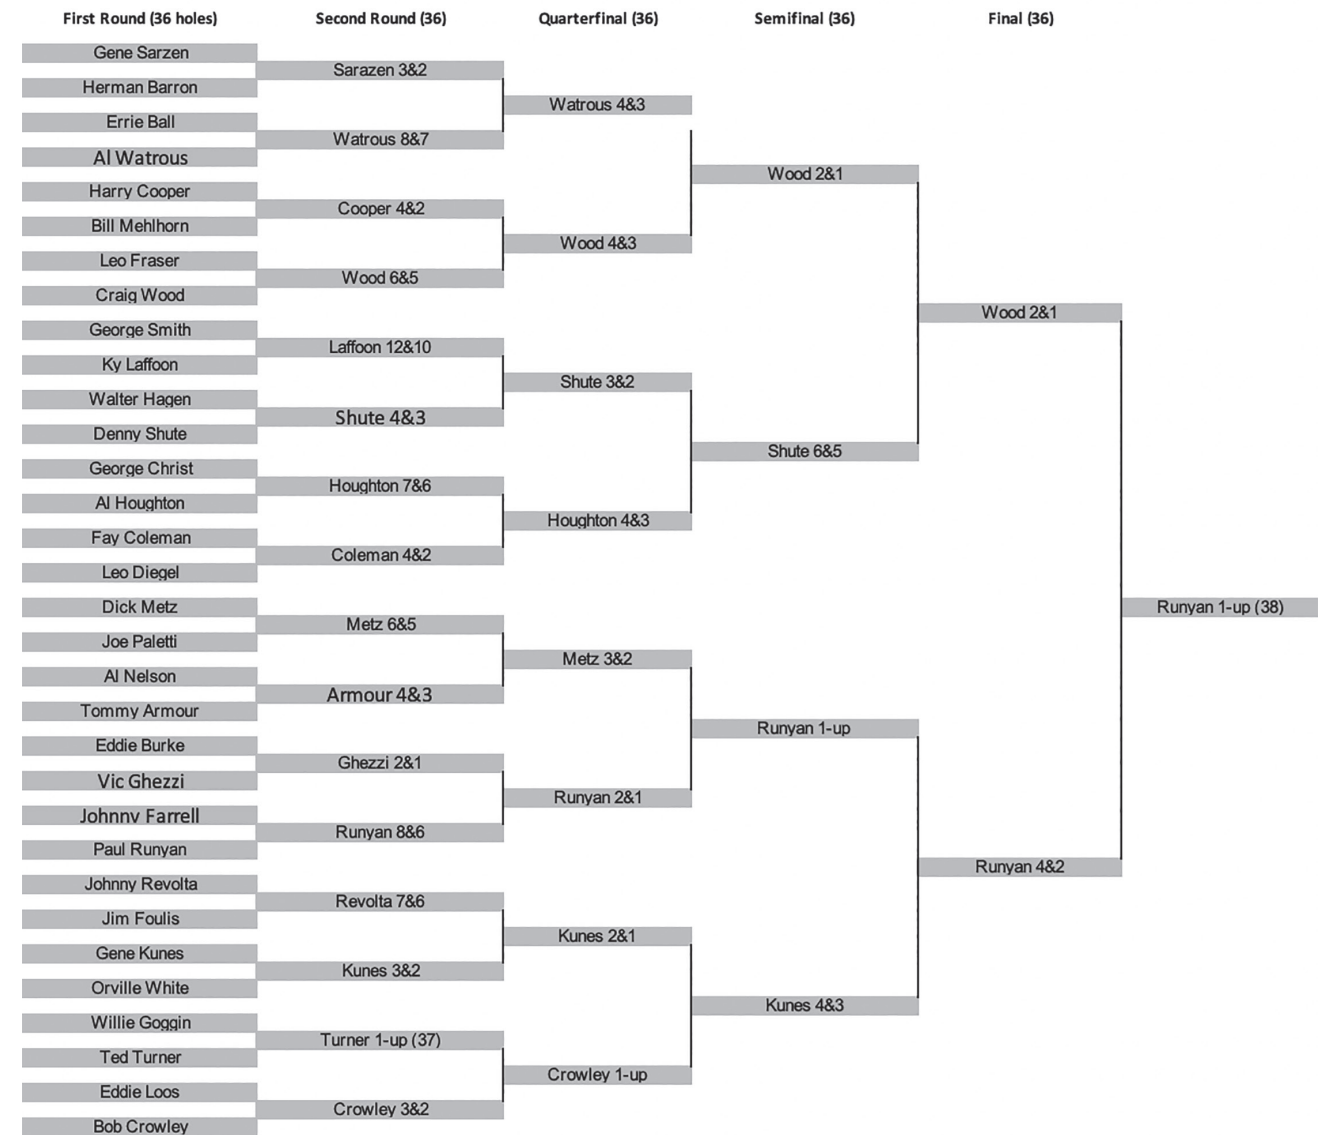 First Round (36 holes) Second Round (36) Quarterfinal (36) Semifinal (36) Final (36)
Gene Sarzen
Herman Barron
Errie Ball
Al Watrous
Harry Cooper
Bill Mehlhorn
Leo Fraser
Craig Wood
George Smith
Ky Laffoon
Walter Hagen
Denny Shute
George Christ
Al Houghton
Fay Coleman
Leo Diegel
Dick Metz
Joe Paletti
Al Nelson
Tommy Armour
Eddie Burke
Vic Ghezzi
Johnnv Farrell
Paul Runyan
Johnny Revolta
Jim Foulis
Gene Kunes
Orville White
Willie Goggin
Ted Turner
Eddie Loos
Bob Crowley
Sarazen 3&2
Watrous 8&7
Cooper 4&2
Wood 6&5
Laffoon 12&10
Shute 4&3
Houghton 7&6
Coleman 4&2
Metz 6&5
Armour 4&3
Ghezzi 2&1
Runyan 8&6
Revolta 7&6
Kunes 3&2
Turner 1-up (37)
Crowley 3&2
Watrous 4&3
Wood 4&3
Shute 3&2
Houghton 4&3
Metz 3&2
Runyan 2&1
Kunes 2&1
Crowley 1-up
Wood 2&1
Shute 6&5
Runyan 1-up
Kunes 4&3
Wood 2&1
Runyan 4&2
Runyan 1-up (38)